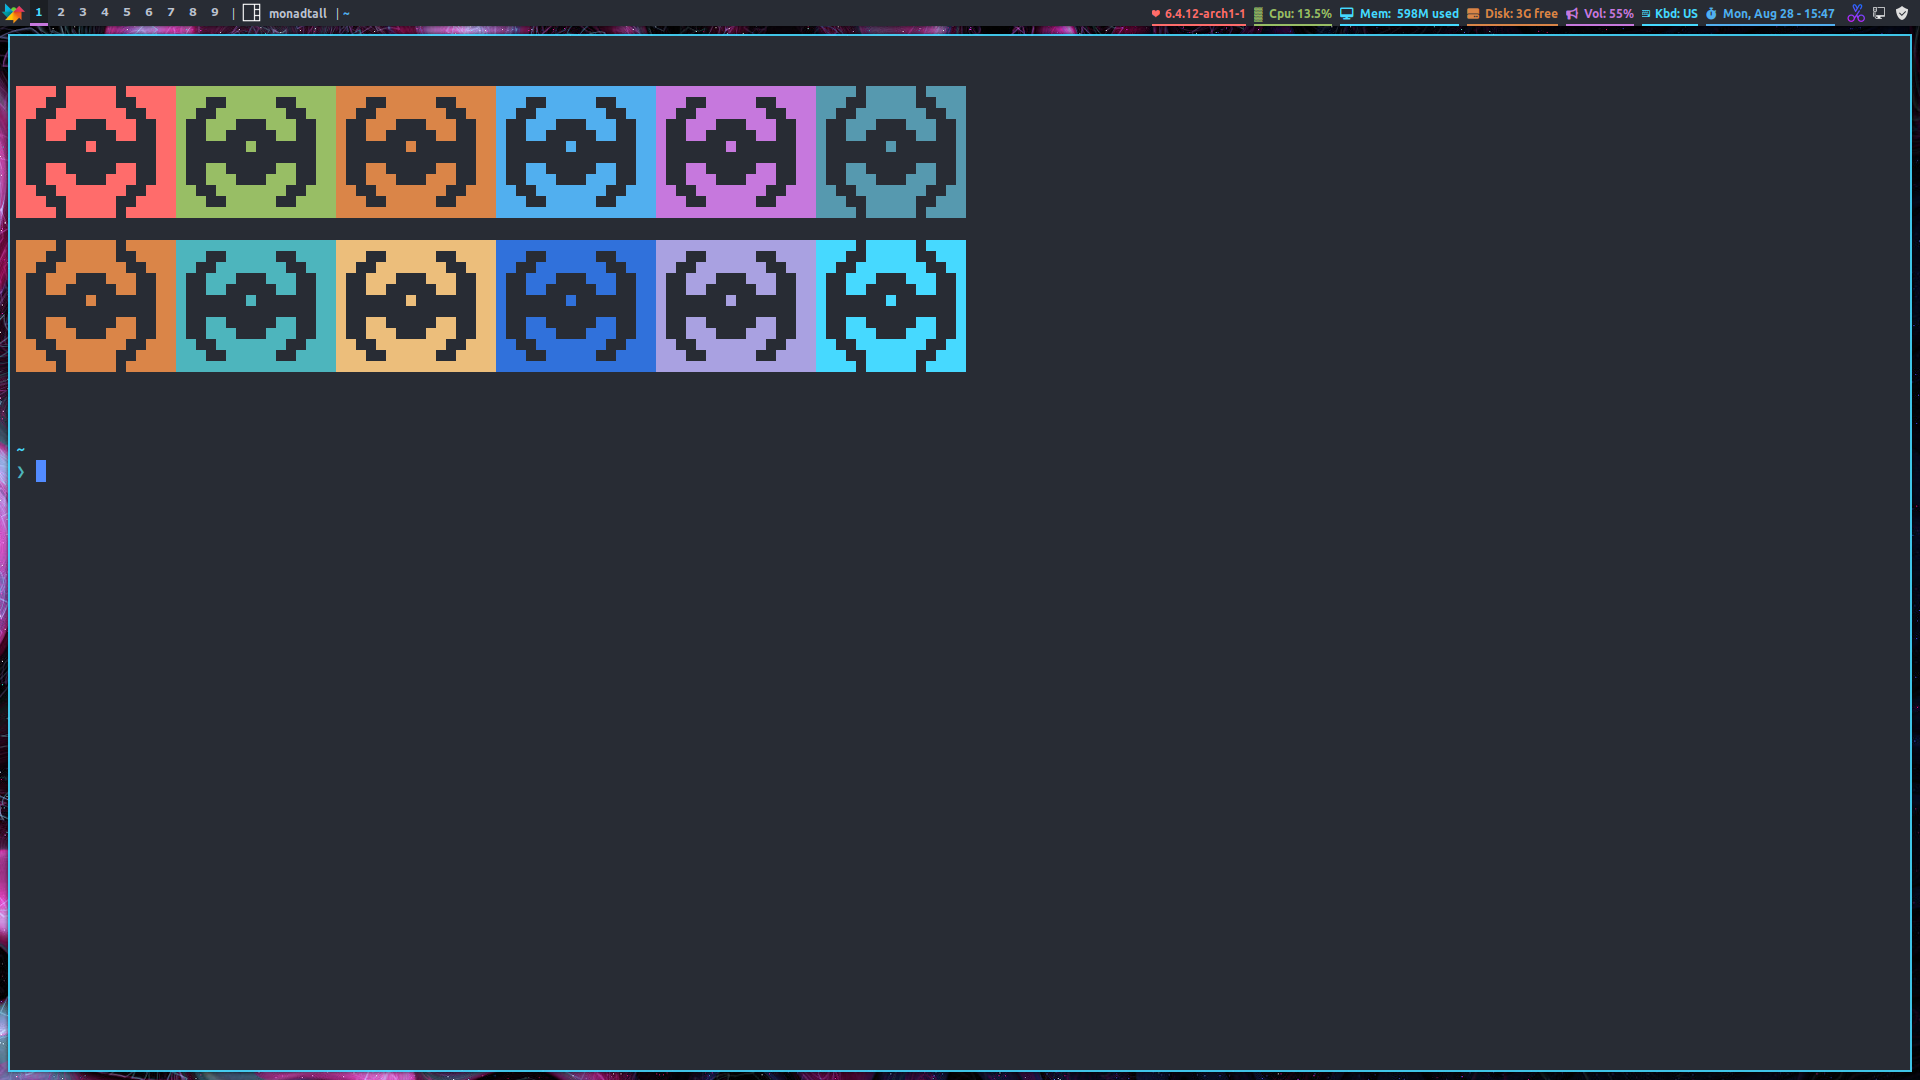 1 2 3 4 5 6 7 8 9 | monadtall | ~ 6.4.12-arch1-1 Cpu: 13.5% Mem: 598M used Disk: 3G free Vol: 55% Kbd: US Mon, Aug 28 - 15:47
~
❯